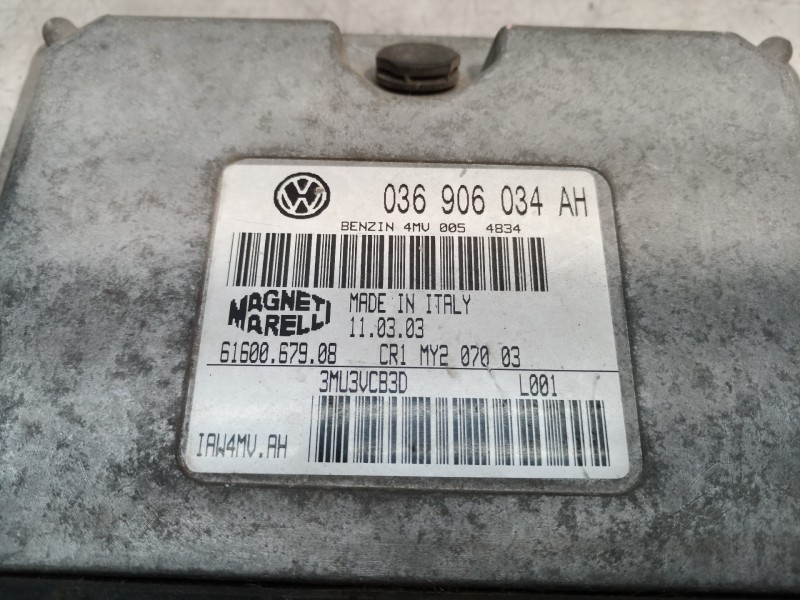 036 906 034 AH
BENZIN 4MV 005 4834
MAGNETI MARELLI
MADE IN ITALY
11.03.03
61600.679.08 CR1 MY2 070 03
3MU3VCB3D L001
IAW4MV.AH